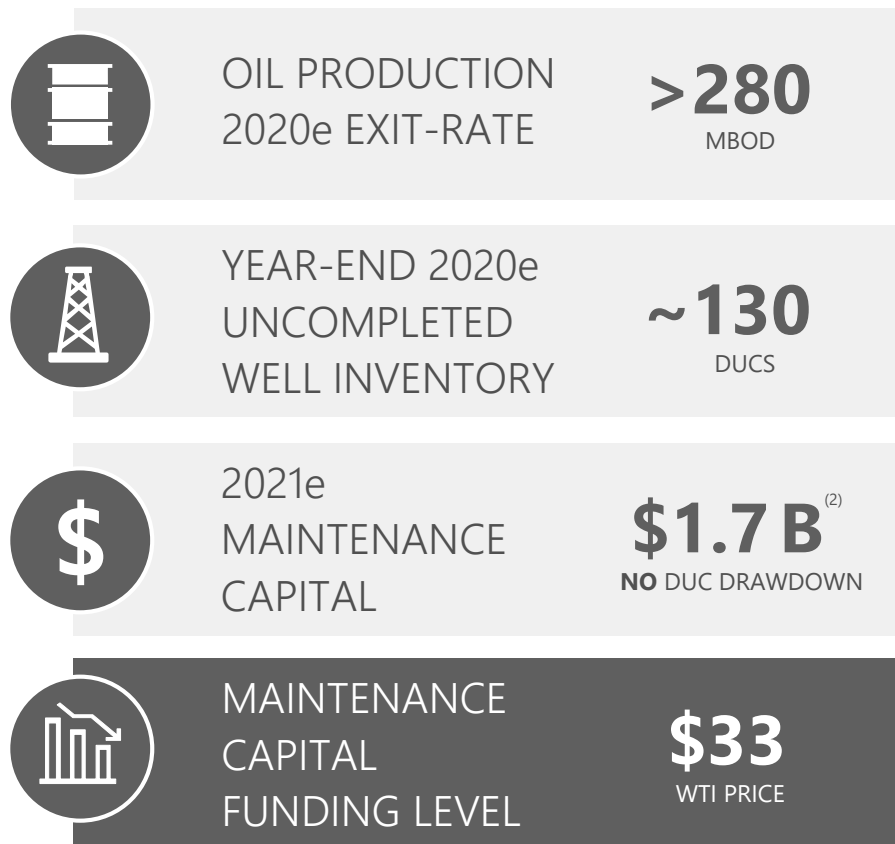 OIL PRODUCTION
2020e EXIT-RATE
>280
MBOD
YEAR-END 2020e
UNCOMPLETED
WELL INVENTORY
~130
DUCS
$
2021e
MAINTENANCE
CAPITAL
$1.7 B (2)
NO DUC DRAWDOWN
MAINTENANCE
CAPITAL
FUNDING LEVEL
$33
WTI PRICE